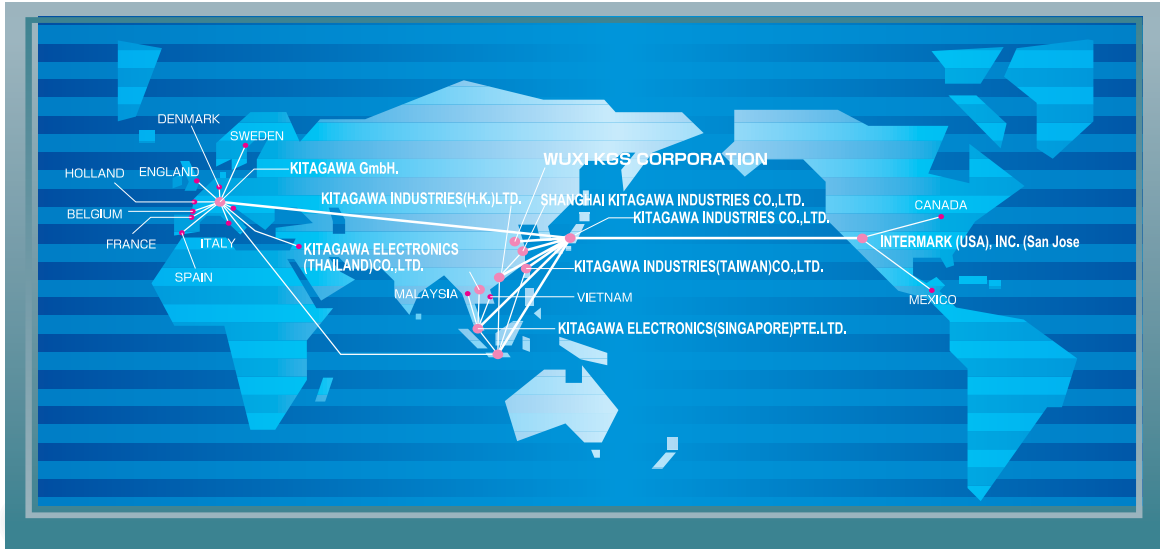 DENMARK
SWEDEN
WUXI KGS CORPORATION
HOLLAND
ENGLAND
KITAGAWA GmbH.
KITAGAWA INDUSTRIES(H.K.)LTD.
SHANGHAI KITAGAWA INDUSTRIES CO.,LTD.
CANADA
BELGIUM
KITAGAWA INDUSTRIES CO.,LTD.
FRANCE
ITALY
KITAGAWA ELECTRONICS
(THAILAND)CO.,LTD.
INTERMARK (USA), INC. (San Jose
SPAIN
KITAGAWA INDUSTRIES(TAIWAN)CO.,LTD.
MALAYSIA
VIETNAM
MEXICO
KITAGAWA ELECTRONICS(SINGAPORE)PTE.LTD.